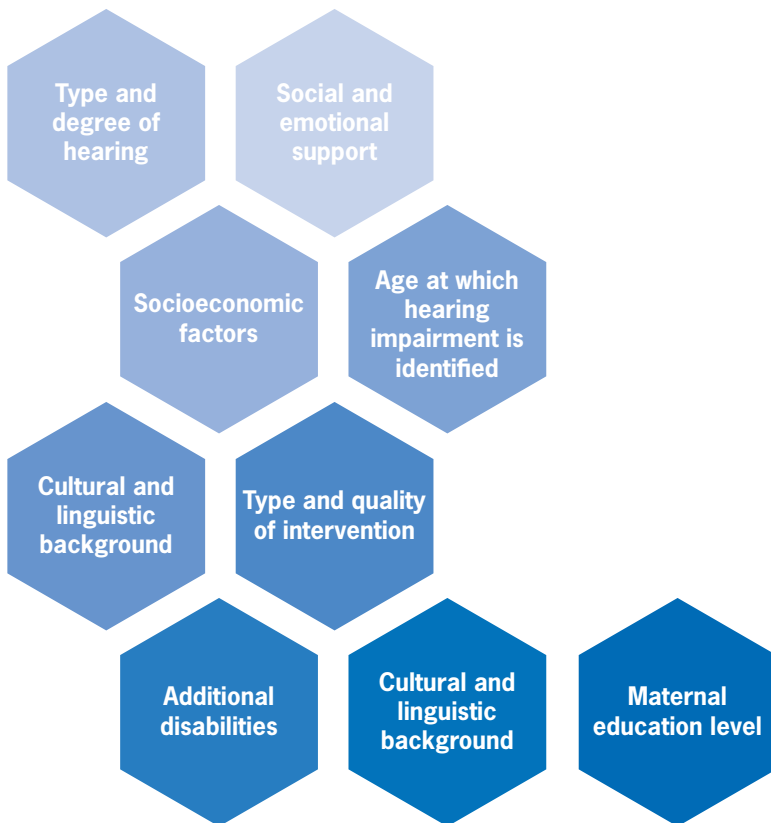 Type and
degree of
hearing
Social and
emotional
support
Socioeconomic
factors
Age at which
hearing
impairment is
identified
Cultural and
linguistic
background
Type and quality
of intervention
Additional
disabilities
Cultural and
linguistic
background
Maternal
education level